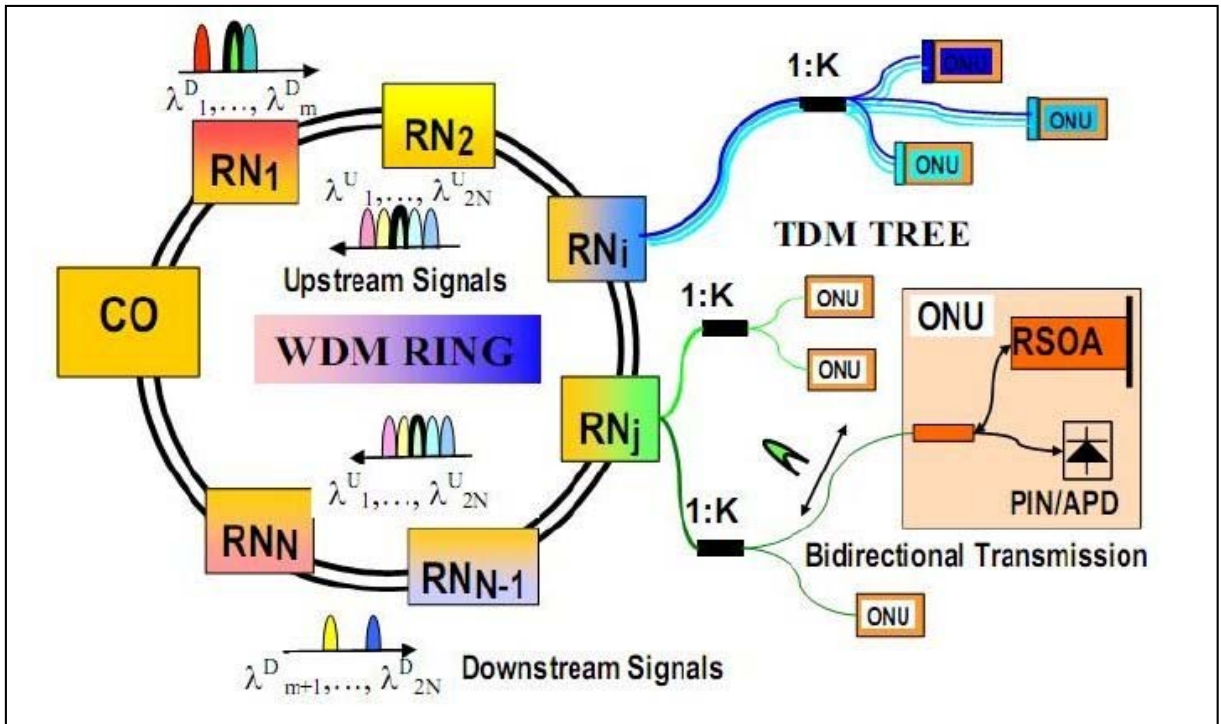 λᴰ₁,..., λᴰₘ
RN₁
RN₂
1:K
ONU
ONU
ONU
λᵁ₁,..., λᵁ₂N
Upstream Signals
RNᵢ
TDM TREE
CO
WDM RING
1:K
ONU
ONU
ONU
RSOA
PIN/APD
Bidirectional Transmission
RNⱼ
λᵁ₁,..., λᵁ₂N
1:K
RN_N
RN_N-1
ONU
λᴰₘ₊₁,..., λᴰ₂N
Downstream Signals